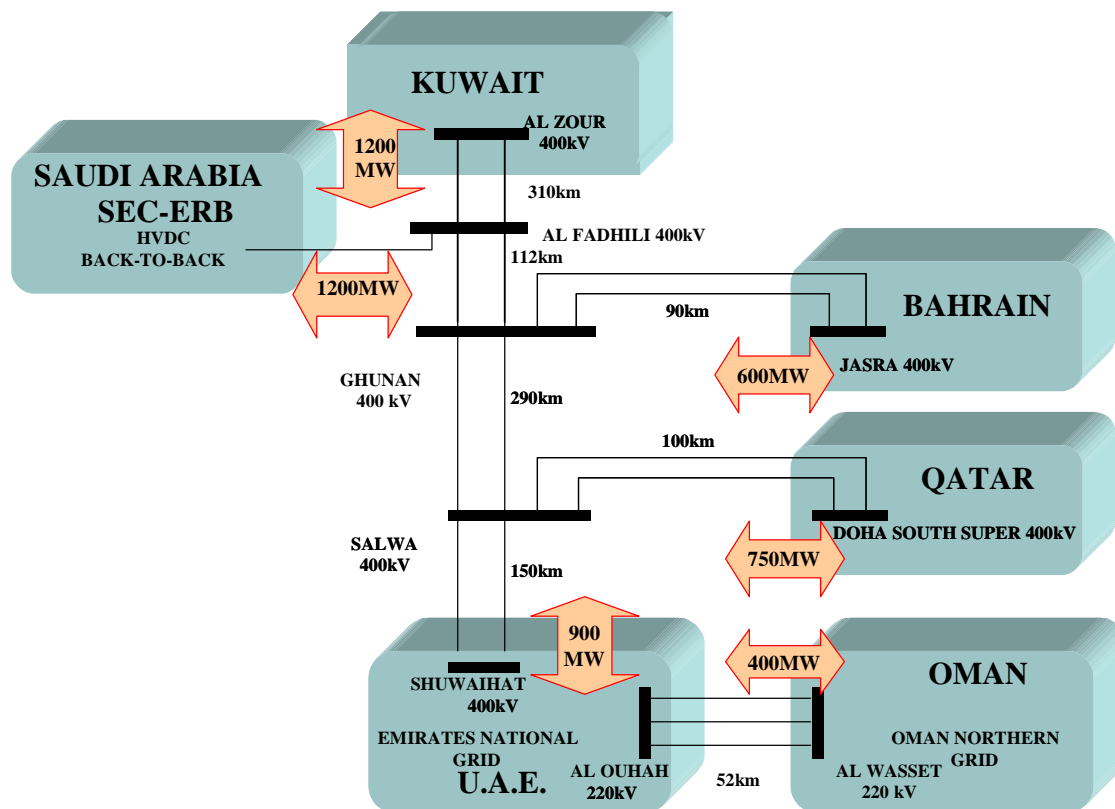 KUWAIT
AL ZOUR
400kV
1200
MW
SAUDI ARABIA
SEC-ERB
HVDC
BACK-TO-BACK
310km
AL FADHILI 400kV
112km
1200MW
BAHRAIN
90km
JASRA 400kV
600MW
GHUNAN
400 kV
290km
100km
QATAR
DOHA SOUTH SUPER 400kV
750MW
SALWA
400kV
150km
900
MW
400MW
OMAN
SHUWAIHAT
400kV
EMIRATES NATIONAL
GRID
U.A.E.
AL OUHAH
220kV
52km
OMAN NORTHERN
GRID
AL WASSET
220 kV